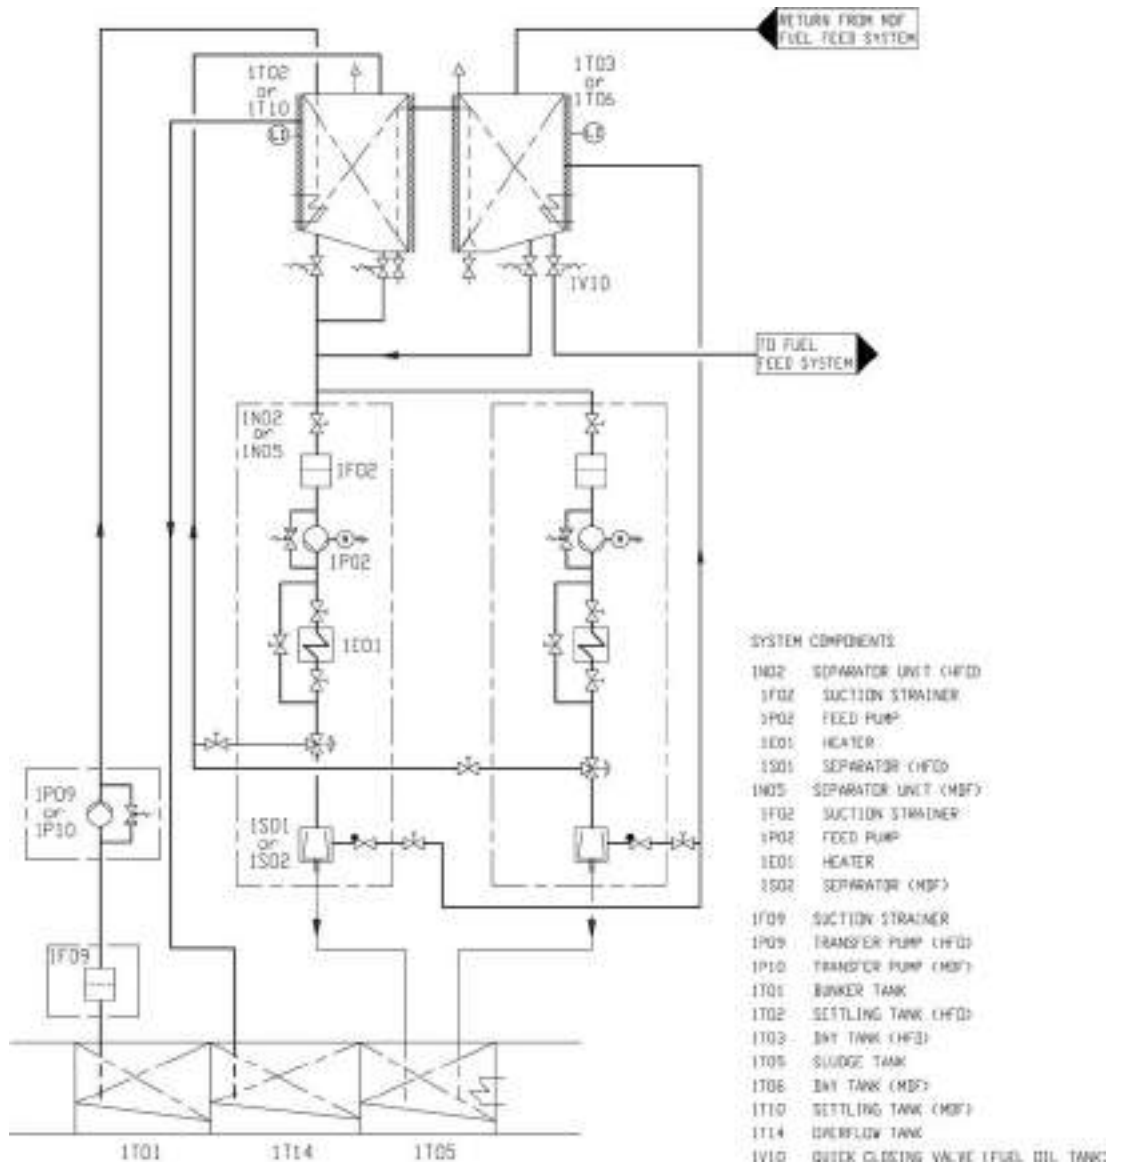 RETURN FROM MDF
FUEL FEED SYSTEM
1T02
or
1T10
LI
1T03
or
1T06
LI
1V10
TO FUEL
FEED SYSTEM
1N02
or
1N05
1F02
1P02
1E01
1P09
or
1P10
1S01
or
1S02
1F09
1T01
1T14
1T05
SYSTEM COMPONENTS
1N02 SEPARATOR UNIT (HFO)
1F02 SUCTION STRAINER
1P02 FEED PUMP
1E01 HEATER
1S01 SEPARATOR (HFO)
1N05 SEPARATOR UNIT (MDF)
1F02 SUCTION STRAINER
1P02 FEED PUMP
1E01 HEATER
1S02 SEPARATOR (MDF)
1F09 SUCTION STRAINER
1P09 TRANSFER PUMP (HFO)
1P10 TRANSFER PUMP (MDF)
1T01 BUNKER TANK
1T02 SETTLING TANK (HFO)
1T03 DAY TANK (HFO)
1T05 SLUDGE TANK
1T06 DAY TANK (MDF)
1T10 SETTLING TANK (MDF)
1T14 OVERFLOW TANK
1V10 QUICK CLOSING VALVE (FUEL OIL TANK)